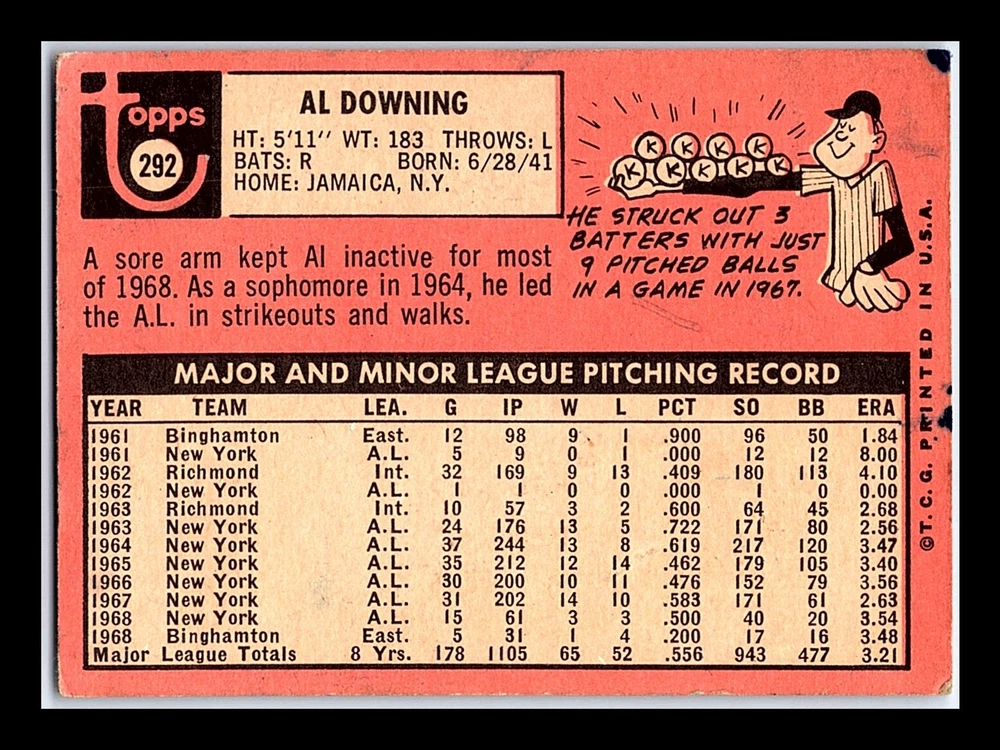 topps
292
AL DOWNING
HT: 5'11" WT: 183 THROWS: L
BATS: R BORN: 6/28/41
HOME: JAMAICA, N.Y.
A sore arm kept Al inactive for most
of 1968. As a sophomore in 1964, he led
the A.L. in strikeouts and walks.
K K K K
K K K K K
HE STRUCK OUT 3
BATTERS WITH JUST
9 PITCHED BALLS
IN A GAME IN 1967.
MAJOR AND MINOR LEAGUE PITCHING RECORD
YEAR TEAM LEA. G IP W L PCT SO BB ERA
1961 Binghamton East. 12 98 9 1 .900 96 50 1.84
1961 New York A.L. 5 9 0 1 .000 12 12 8.00
1962 Richmond Int. 32 169 9 13 .409 180 113 4.10
1962 New York A.L. 1 1 0 0 .000 1 0 0.00
1963 Richmond Int. 10 57 3 2 .600 64 45 2.68
1963 New York A.L. 24 176 13 5 .722 171 80 2.56
1964 New York A.L. 37 244 13 8 .619 217 120 3.47
1965 New York A.L. 35 212 12 14 .462 179 105 3.40
1966 New York A.L. 30 200 10 11 .476 152 79 3.56
1967 New York A.L. 31 202 14 10 .583 171 61 2.63
1968 New York A.L. 15 61 3 3 .500 40 20 3.54
1968 Binghamton East. 5 31 1 4 .200 17 16 3.48
Major League Totals 8 Yrs. 178 1105 65 52 .556 943 477 3.21
©T.C.G. PRINTED IN U.S.A.